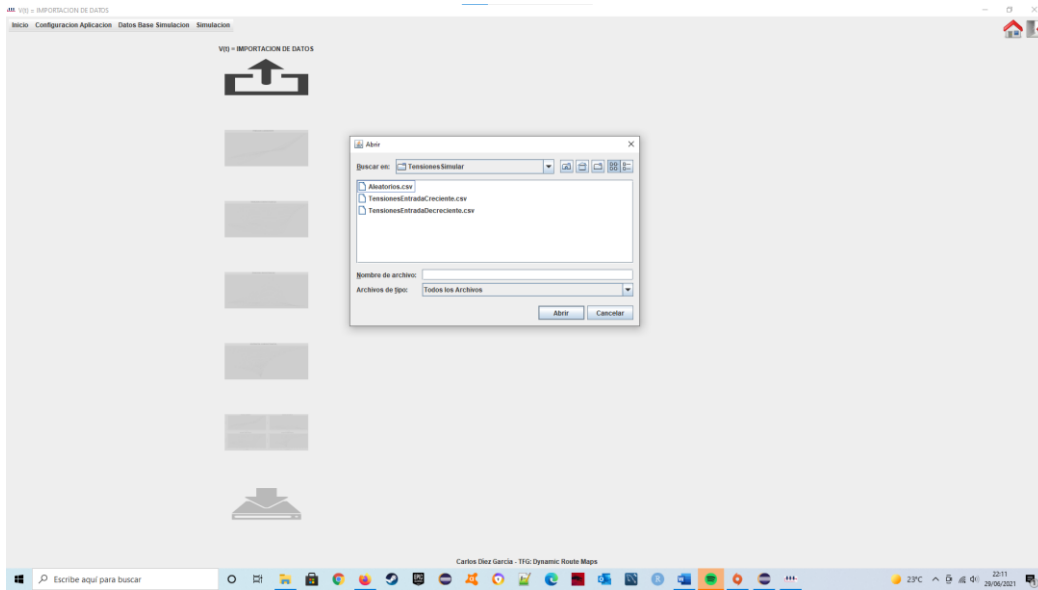 V(t) = IMPORTACION DE DATOS
Inicio Configuracion Aplicacion Datos Base Simulacion Simulacion
V(t) = IMPORTACION DE DATOS
Abrir
Buscar en: TensionesSimular
Aleatorios.csv
TensionesEntradaCreciente.csv
TensionesEntradaDecreciente.csv
Nombre de archivo:
Archivos de tipo: Todos los Archivos
Abrir Cancelar
Carlos Diez Garcia - TFG: Dynamic Route Maps
Escribe aquí para buscar
23°C
22:11
29/06/2021